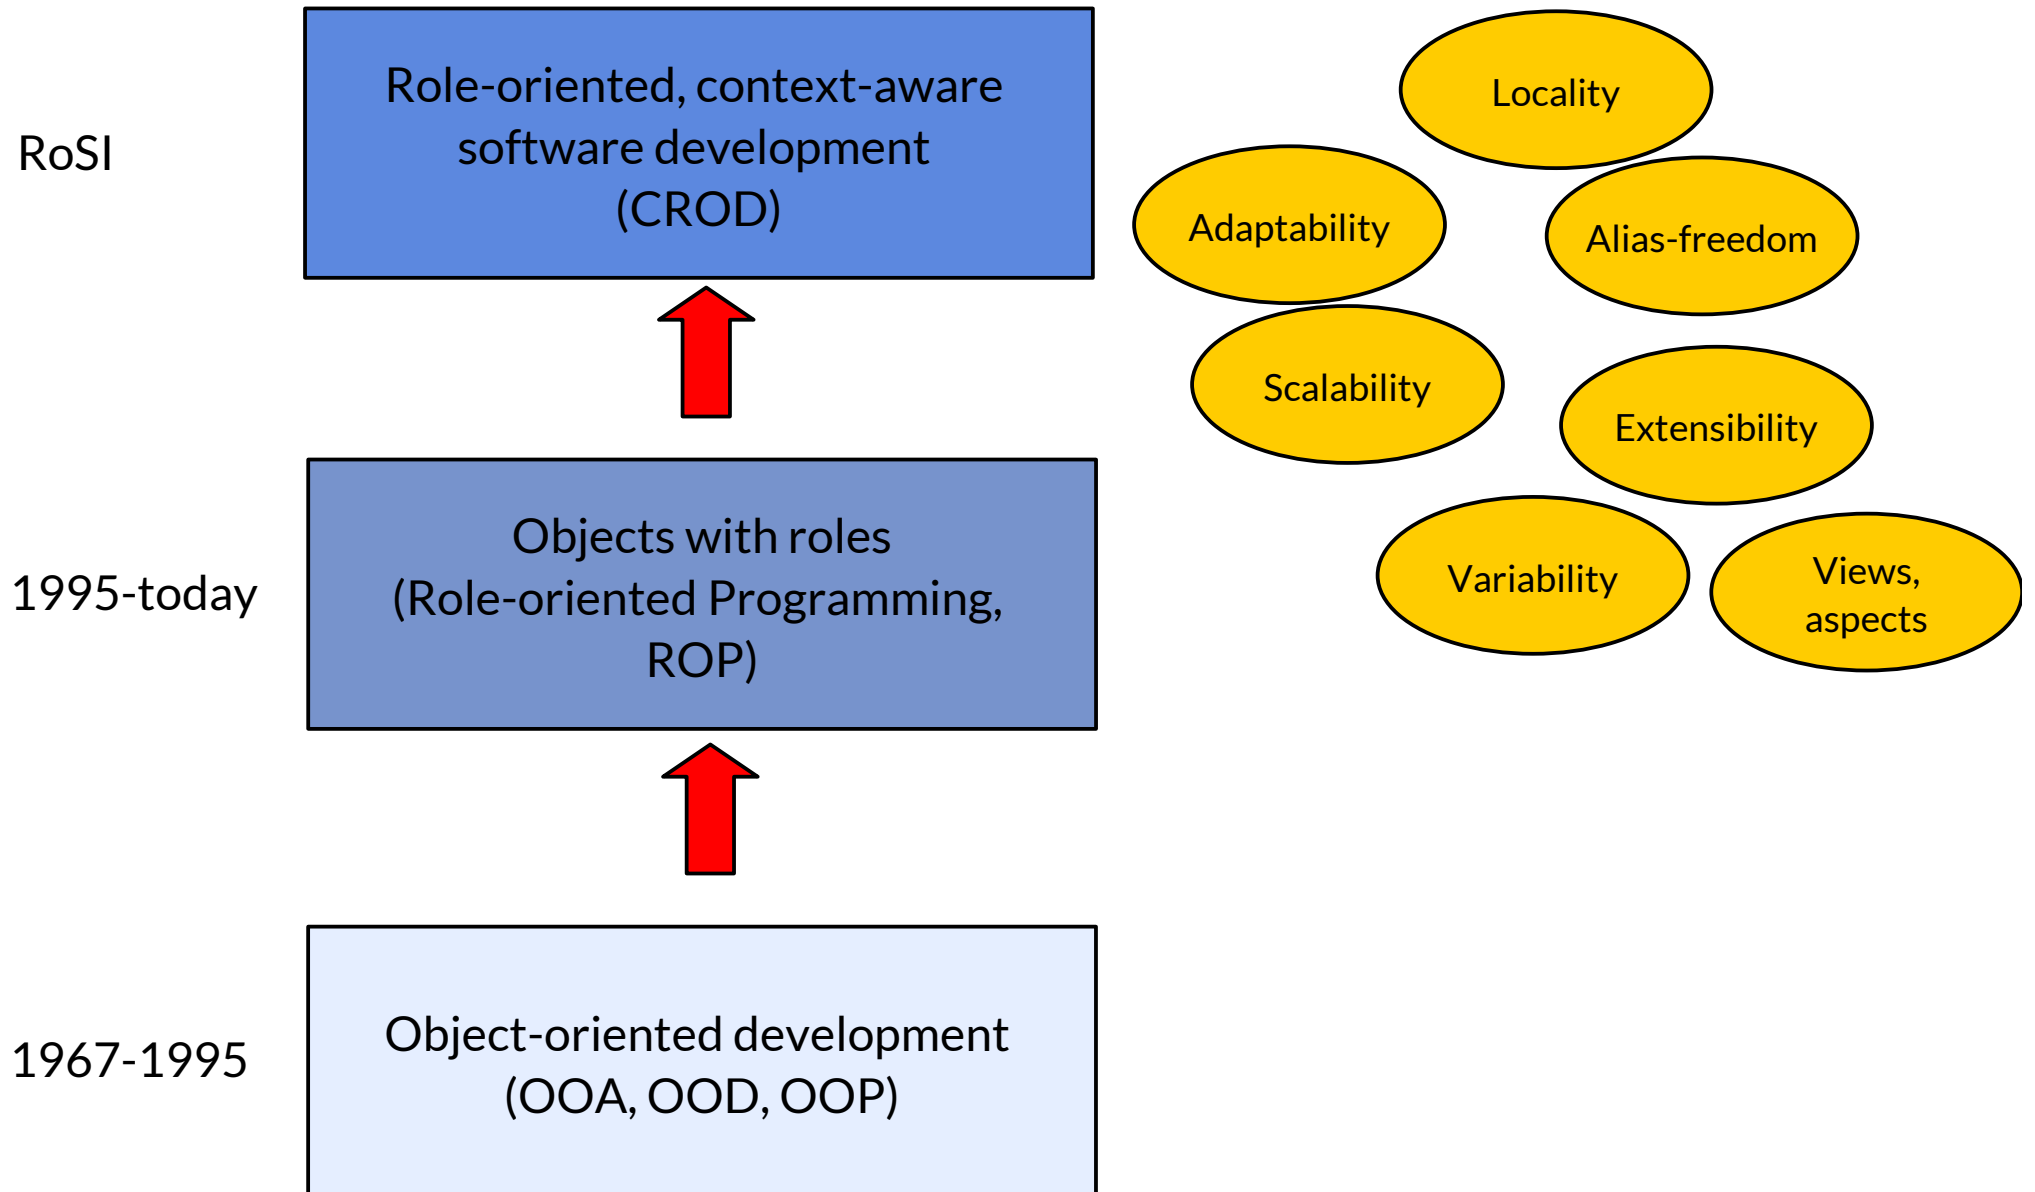 RoSI
Role-oriented, context-aware
software development
(CROD)
Locality
Adaptability
Alias-freedom
Scalability
Extensibility
1995-today
Objects with roles
(Role-oriented Programming,
ROP)
Variability
Views,
aspects
1967-1995
Object-oriented development
(OOA, OOD, OOP)